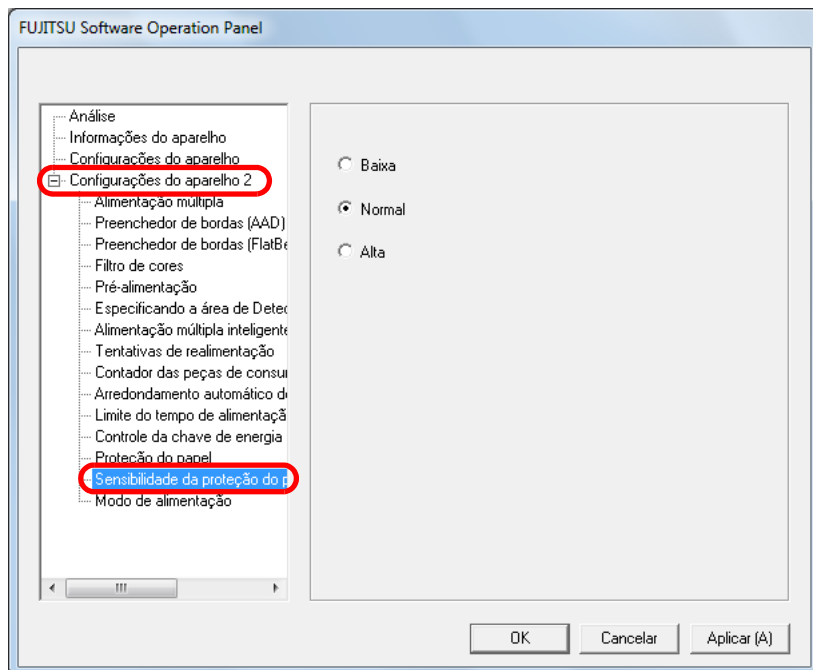 FUJITSU Software Operation Panel
Análise
Informações do aparelho
Configurações do aparelho
Configurações do aparelho 2
Alimentação múltipla
Preenchedor de bordas (AAD)
Preenchedor de bordas (FlatBe
Filtro de cores
Pré-alimentação
Especificando a área de Detec
Alimentação múltipla inteligente
Tentativas de realimentação
Contador das peças de consu
Arredondamento automático d
Limite do tempo de alimentaçã
Controle da chave de energia
Proteção do papel
Sensibilidade da proteção do p
Modo de alimentação
Baixa
Normal
Alta
OK
Cancelar
Aplicar (A)